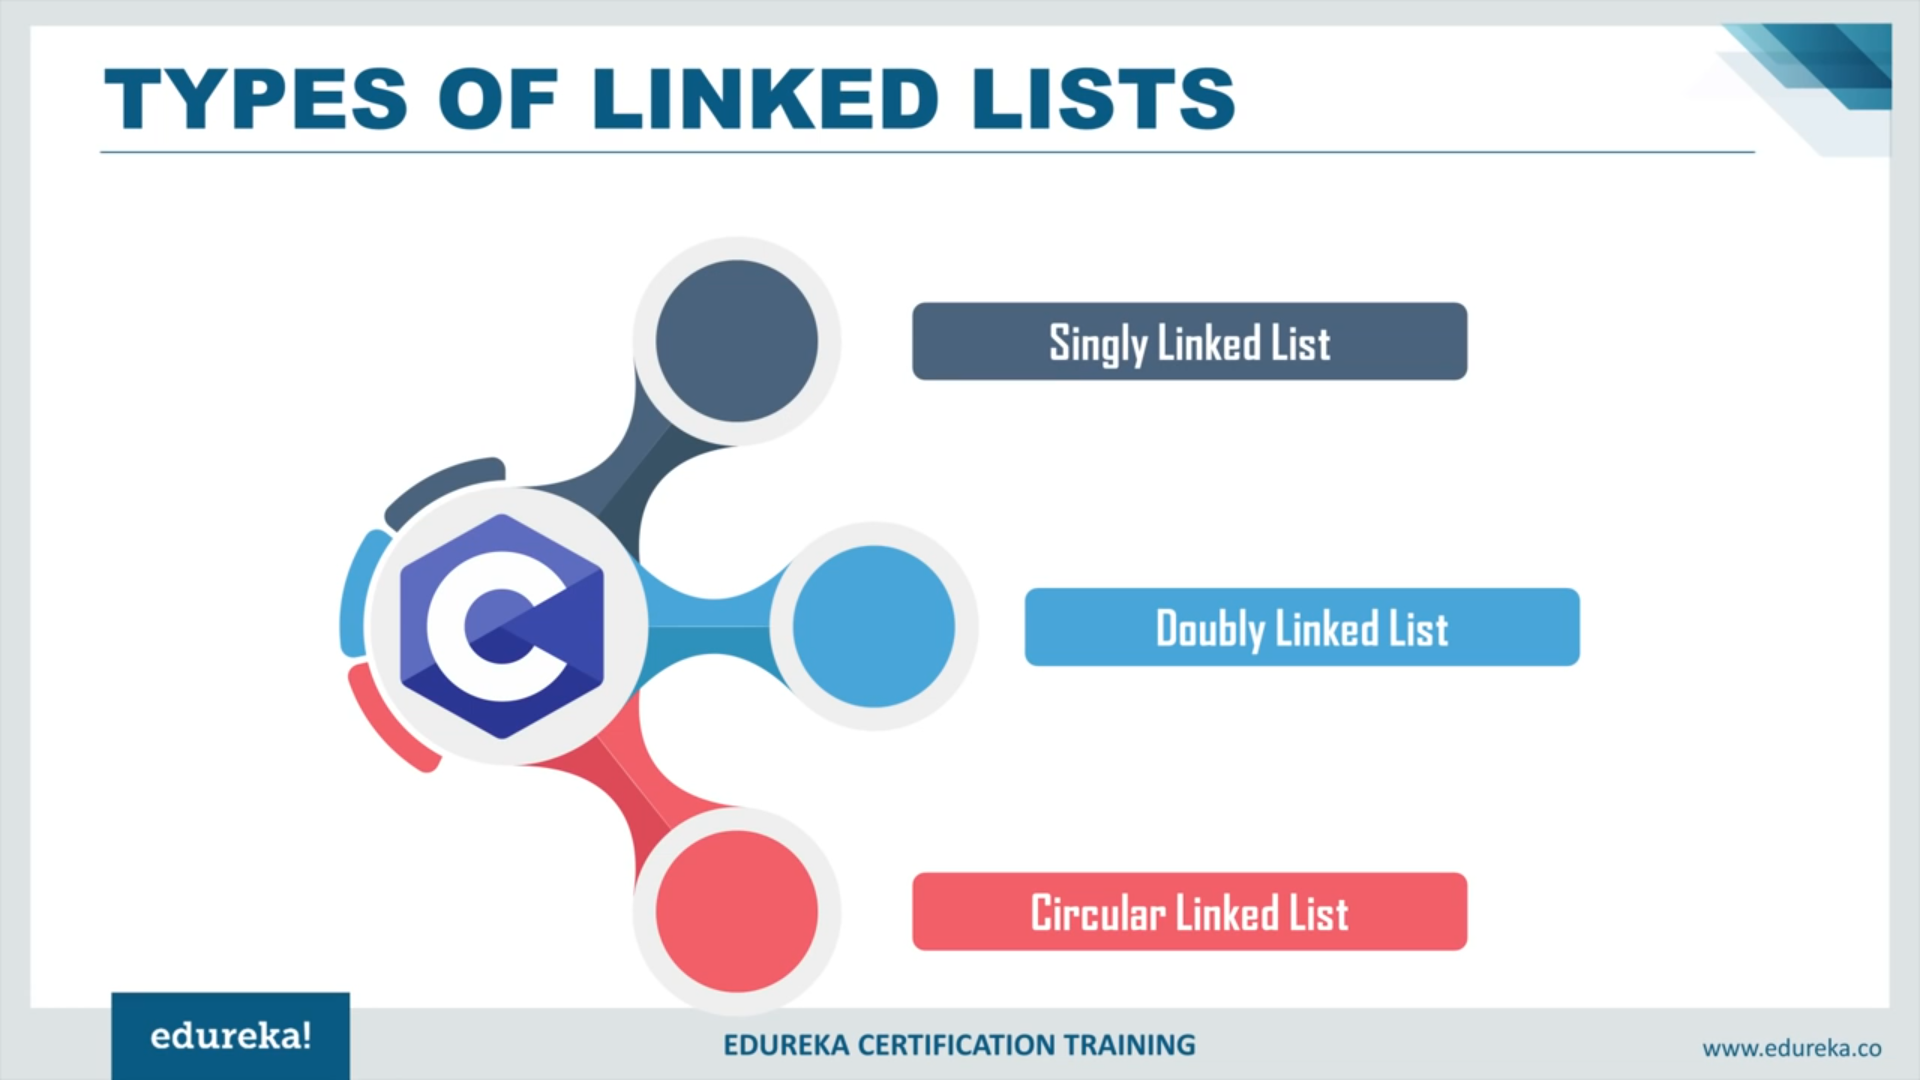 TYPES OF LINKED LISTS
Singly Linked List
Doubly Linked List
Circular Linked List
edureka!
EDUREKA CERTIFICATION TRAINING
www.edureka.co